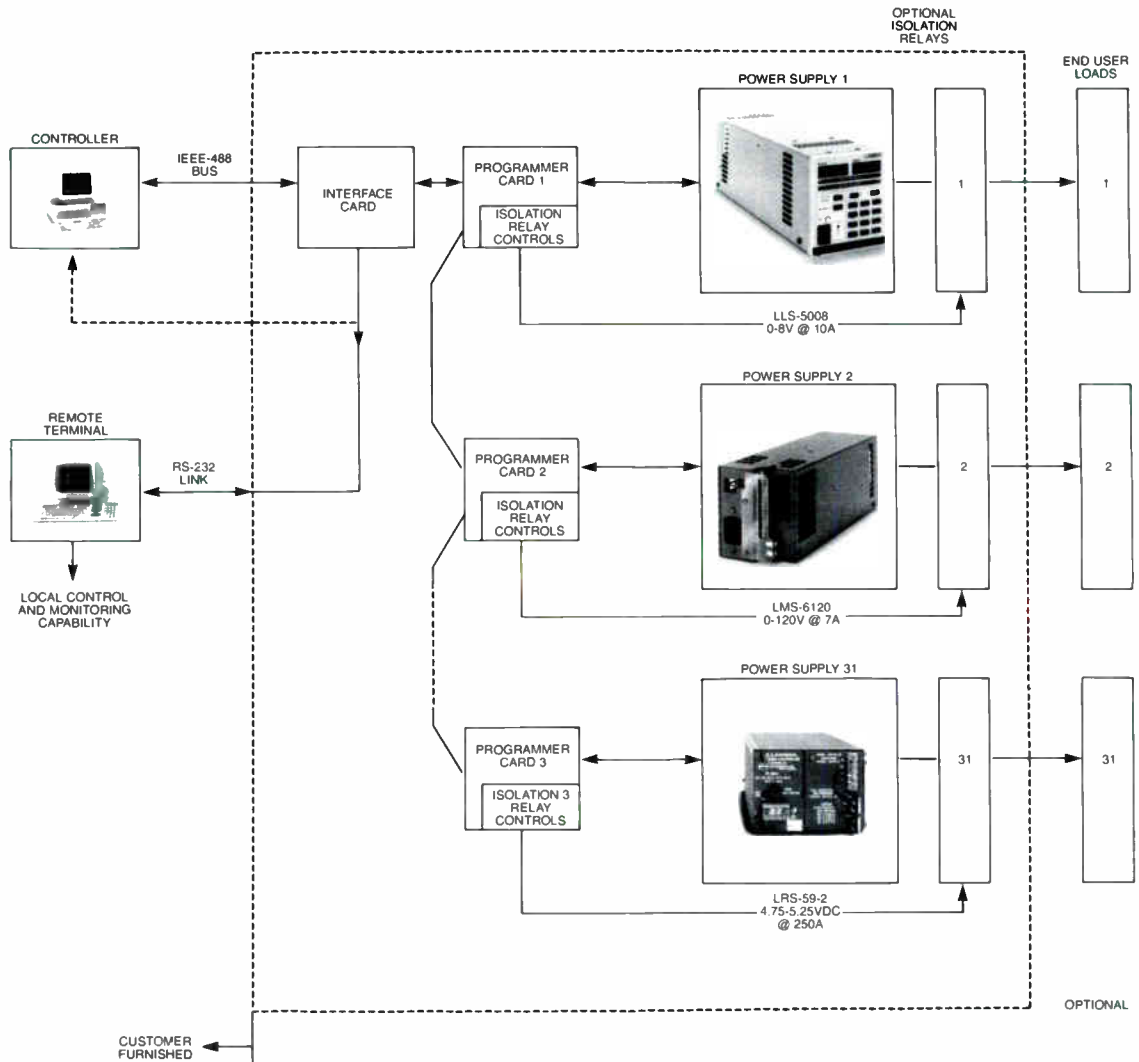 OPTIONAL
ISOLATION
RELAYS
END USER
LOADS
POWER SUPPLY 1
CONTROLLER
IEEE-488
BUS
INTERFACE
CARD
PROGRAMMER
CARD 1
ISOLATION
RELAY
CONTROLS
1
1
LLS-5008
0-8V @ 10A
POWER SUPPLY 2
REMOTE
TERMINAL
RS-232
LINK
PROGRAMMER
CARD 2
ISOLATION
RELAY
CONTROLS
2
2
LOCAL CONTROL
AND MONITORING
CAPABILITY
LMS-6120
0-120V @ 7A
POWER SUPPLY 31
PROGRAMMER
CARD 3
ISOLATION 3
RELAY
CONTROLS
31
31
LRS-59-2
4.75-5.25VDC
@ 250A
OPTIONAL
CUSTOMER
FURNISHED